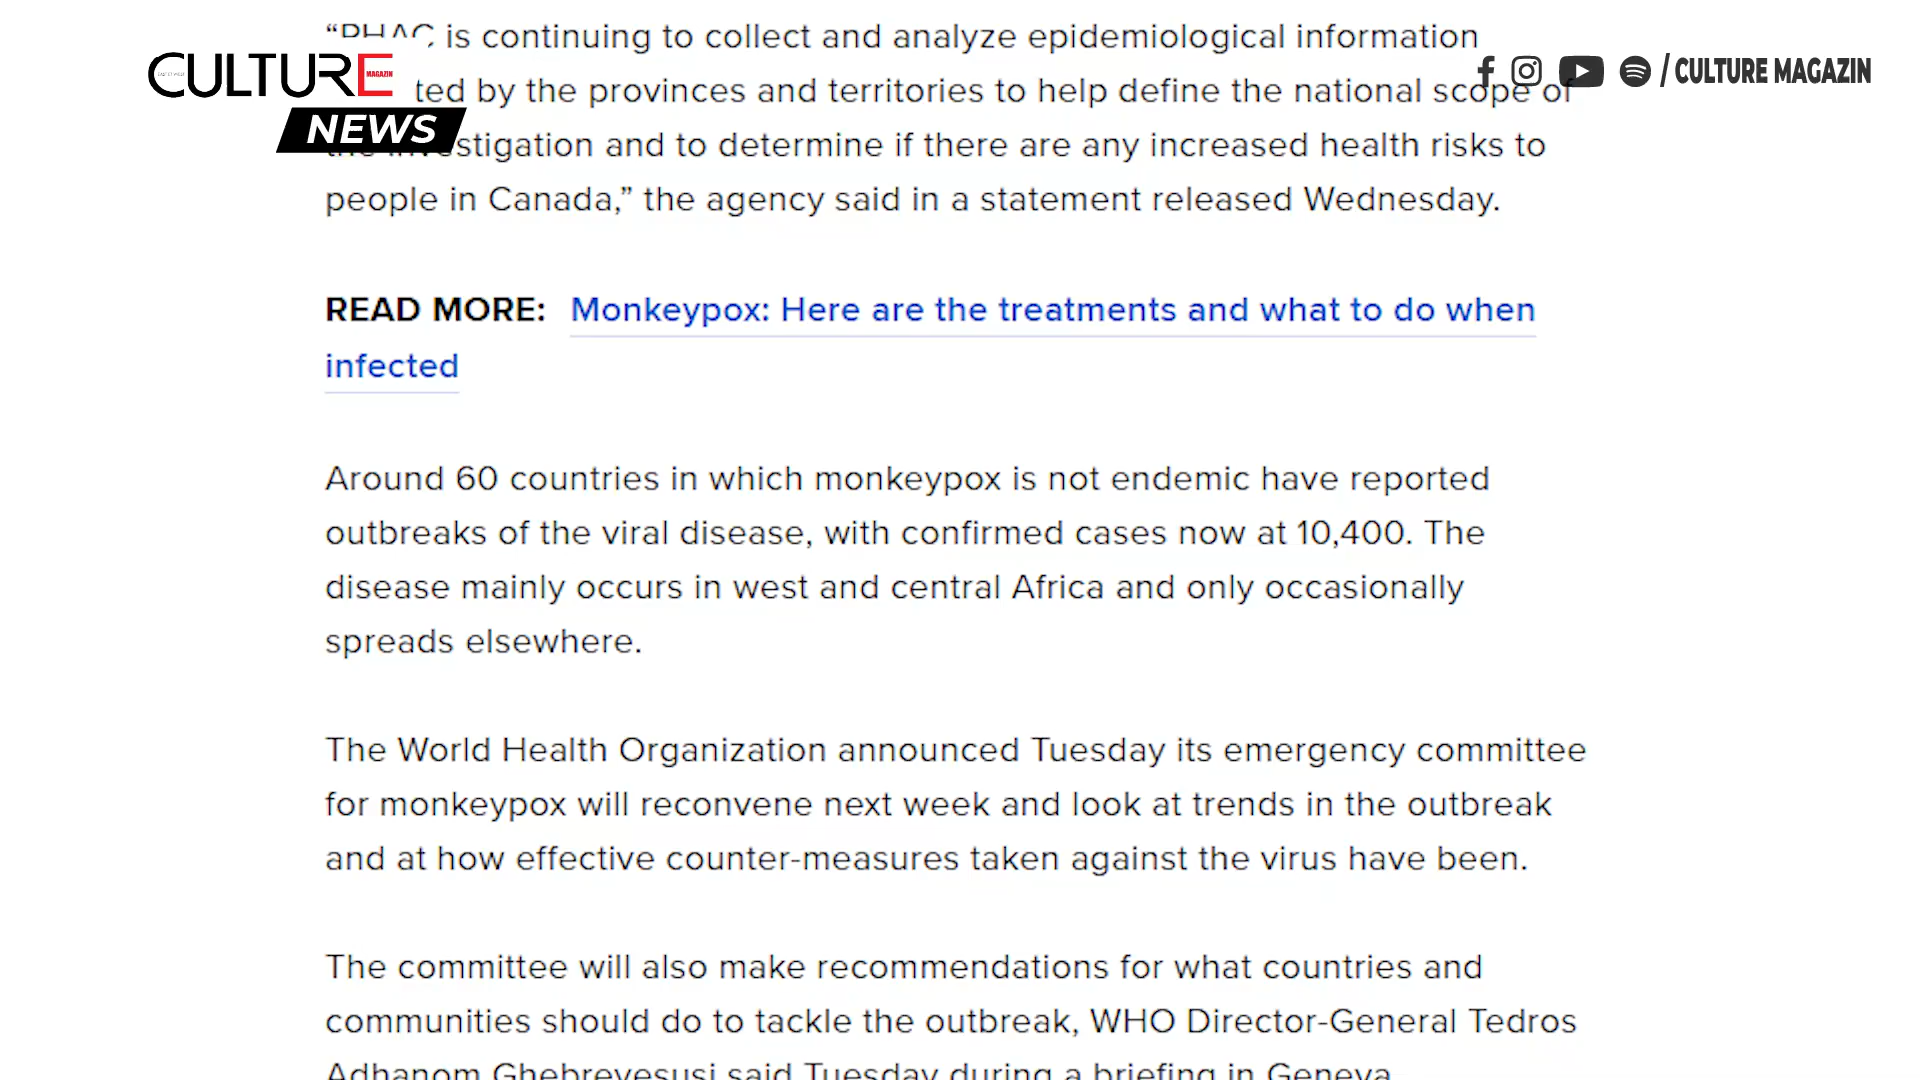 “PHAC is continuing to collect and analyze epidemiological information
CULTURE
MAGAZIN
NEWS
/ CULTURE MAGAZIN
ted by the provinces and territories to help define the national scope of
the investigation and to determine if there are any increased health risks to
people in Canada,” the agency said in a statement released Wednesday.
READ MORE: Monkeypox: Here are the treatments and what to do when
infected
Around 60 countries in which monkeypox is not endemic have reported
outbreaks of the viral disease, with confirmed cases now at 10,400. The
disease mainly occurs in west and central Africa and only occasionally
spreads elsewhere.
The World Health Organization announced Tuesday its emergency committee
for monkeypox will reconvene next week and look at trends in the outbreak
and at how effective counter-measures taken against the virus have been.
The committee will also make recommendations for what countries and
communities should do to tackle the outbreak, WHO Director-General Tedros
Adhanom Ghebreyesusi said Tuesday during a briefing in Geneva.